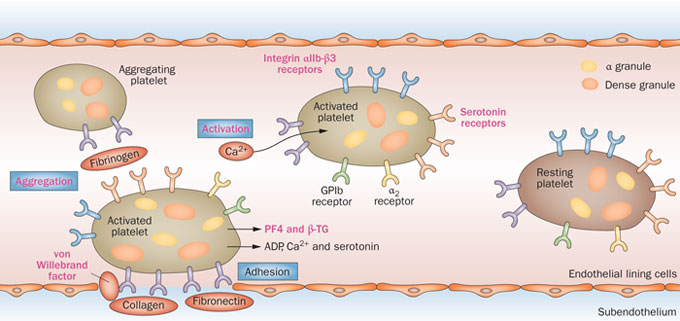 Aggregating
platelet
Fibrinogen
Aggregation
Activated
platelet
von
Willebrand
factor
Collagen
Fibronectin
Adhesion
PF4 and β-TG
ADP, Ca²⁺ and serotonin
Activation
Ca²⁺
Integrin αIIb-β3
receptors
Activated
platelet
Serotonin
receptors
GPIb
receptor
α₂
receptor
α granule
Dense granule
Resting
platelet
Endothelial lining cells
Subendothelium